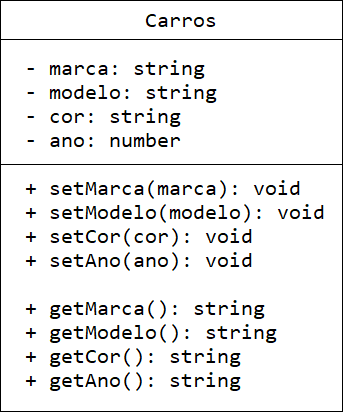 Carros
- marca: string
- modelo: string
- cor: string
- ano: number
+ setMarca(marca): void
+ setModelo(modelo): void
+ setCor(cor): void
+ setAno(ano): void
+ getMarca(): string
+ getModelo(): string
+ getCor(): string
+ getAno(): string